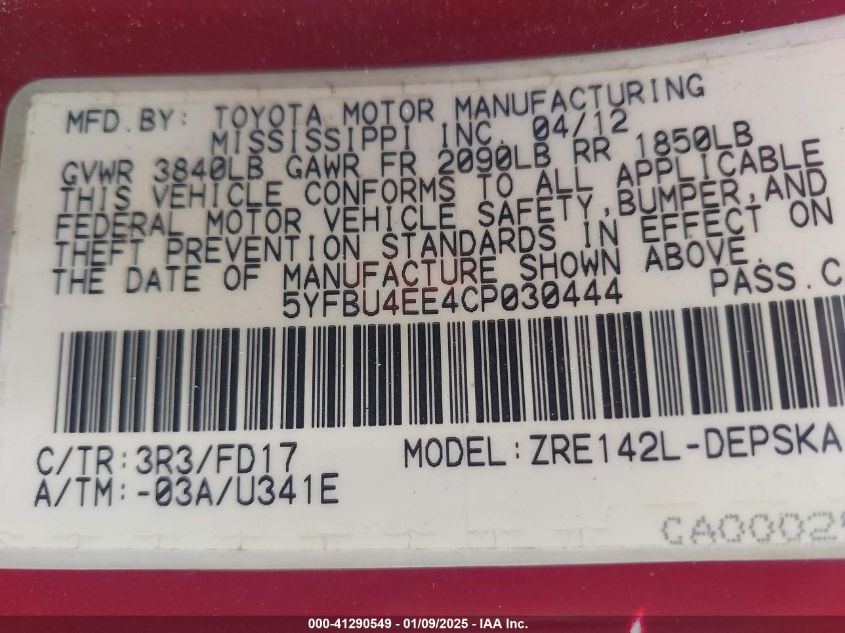 MFD.BY: TOYOTA MOTOR MANUFACTURING
MISSISSIPPI INC. 04/12
GVWR 3840LB GAWR FR 2090LB RR 1850LB
THIS VEHICLE CONFORMS TO ALL APPLICABLE
FEDERAL MOTOR VEHICLE SAFETY,BUMPER,AND
THEFT PREVENTION STANDARDS IN EFFECT ON
THE DATE OF MANUFACTURE SHOWN ABOVE.
5YFBU4EE4CP030444 PASS.C
C/TR:3R3/FD17 MODEL:ZRE142L-DEPSKA
A/TM:-03A/U341E
CA0002
000-41290549 | 01/09/2025 - IAA Inc.